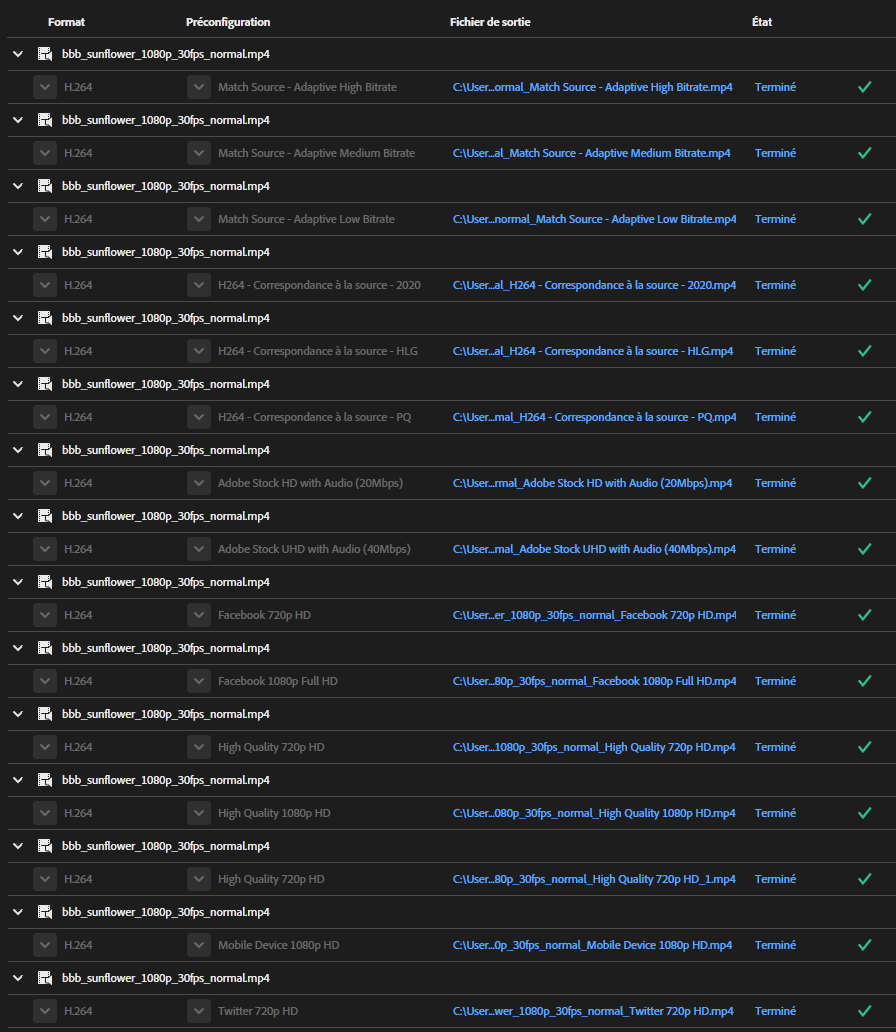 Format Préconfiguration Fichier de sortie État
bbb_sunflower_1080p_30fps_normal.mp4
H.264 Match Source - Adaptive High Bitrate C:\User...ormal_Match Source - Adaptive High Bitrate.mp4 Terminé
bbb_sunflower_1080p_30fps_normal.mp4
H.264 Match Source - Adaptive Medium Bitrate C:\User...al_Match Source - Adaptive Medium Bitrate.mp4 Terminé
bbb_sunflower_1080p_30fps_normal.mp4
H.264 Match Source - Adaptive Low Bitrate C:\User...normal_Match Source - Adaptive Low Bitrate.mp4 Terminé
bbb_sunflower_1080p_30fps_normal.mp4
H.264 H264 - Correspondance à la source - 2020 C:\User...al_H264 - Correspondance à la source - 2020.mp4 Terminé
bbb_sunflower_1080p_30fps_normal.mp4
H.264 H264 - Correspondance à la source - HLG C:\User...al_H264 - Correspondance à la source - HLG.mp4 Terminé
bbb_sunflower_1080p_30fps_normal.mp4
H.264 H264 - Correspondance à la source - PQ C:\User...mal_H264 - Correspondance à la source - PQ.mp4 Terminé
bbb_sunflower_1080p_30fps_normal.mp4
H.264 Adobe Stock HD with Audio (20Mbps) C:\User...rmal_Adobe Stock HD with Audio (20Mbps).mp4 Terminé
bbb_sunflower_1080p_30fps_normal.mp4
H.264 Adobe Stock UHD with Audio (40Mbps) C:\User...mal_Adobe Stock UHD with Audio (40Mbps).mp4 Terminé
bbb_sunflower_1080p_30fps_normal.mp4
H.264 Facebook 720p HD C:\User...er_1080p_30fps_normal_Facebook 720p HD.mp4 Terminé
bbb_sunflower_1080p_30fps_normal.mp4
H.264 Facebook 1080p Full HD C:\User...80p_30fps_normal_Facebook 1080p Full HD.mp4 Terminé
bbb_sunflower_1080p_30fps_normal.mp4
H.264 High Quality 720p HD C:\User...1080p_30fps_normal_High Quality 720p HD.mp4 Terminé
bbb_sunflower_1080p_30fps_normal.mp4
H.264 High Quality 1080p HD C:\User...080p_30fps_normal_High Quality 1080p HD.mp4 Terminé
bbb_sunflower_1080p_30fps_normal.mp4
H.264 High Quality 720p HD C:\User...80p_30fps_normal_High Quality 720p HD_1.mp4 Terminé
bbb_sunflower_1080p_30fps_normal.mp4
H.264 Mobile Device 1080p HD C:\User...0p_30fps_normal_Mobile Device 1080p HD.mp4 Terminé
bbb_sunflower_1080p_30fps_normal.mp4
H.264 Twitter 720p HD C:\User...wer_1080p_30fps_normal_Twitter 720p HD.mp4 Terminé